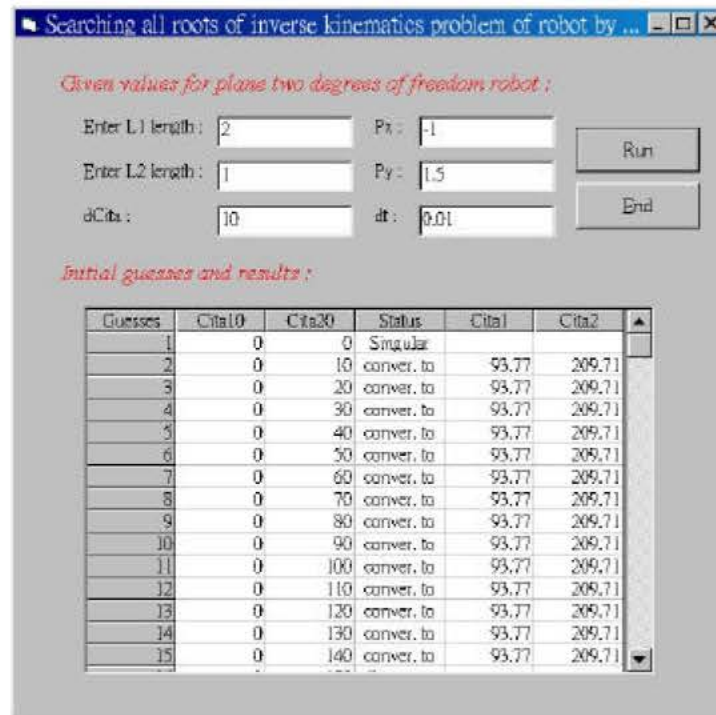 Searching all roots of inverse kinematics problem of robot by ...
Given values for plane two degrees of freedom robot :
Enter L1 length : 2 Px : -1
Run
Enter L2 length : 1 Py : 1.5
End
dCita : 10 dt : 0.01
Initial guesses and results :
Guesses Cita10 Cita20 Status Cita1 Cita2
1 0 0 Singular
2 0 10 conver. to 93.77 209.71
3 0 20 conver. to 93.77 209.71
4 0 30 conver. to 93.77 209.71
5 0 40 conver. to 93.77 209.71
6 0 50 conver. to 93.77 209.71
7 0 60 conver. to 93.77 209.71
8 0 70 conver. to 93.77 209.71
9 0 80 conver. to 93.77 209.71
10 0 90 conver. to 93.77 209.71
11 0 100 conver. to 93.77 209.71
12 0 110 conver. to 93.77 209.71
13 0 120 conver. to 93.77 209.71
14 0 130 conver. to 93.77 209.71
15 0 140 conver. to 93.77 209.71